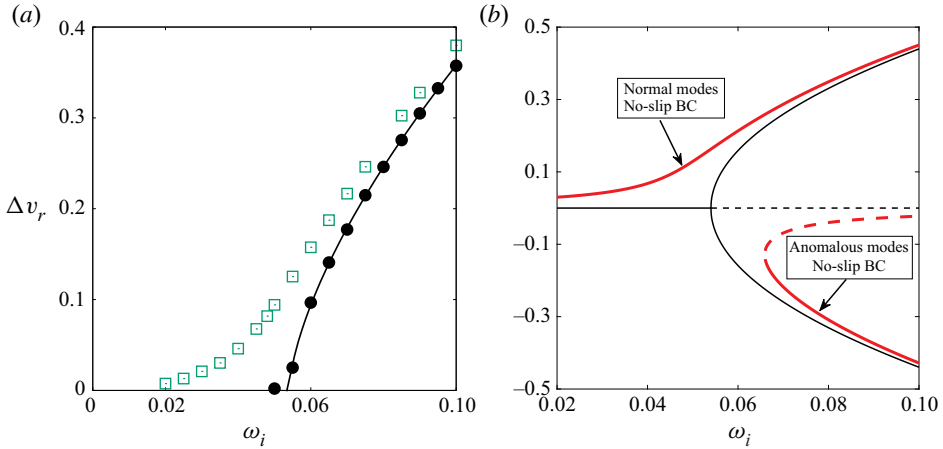 (a)
0.4
0.3
Δv_r
0.2
0.1
0
0 0.02 0.06 0.10
ω_i
(b)
0.5
0.3
0.1
−0.1
−0.3
−0.5
Normal modes
No-slip BC
Anomalous modes
No-slip BC
0.02 0.04 0.06 0.08 0.10
ω_i